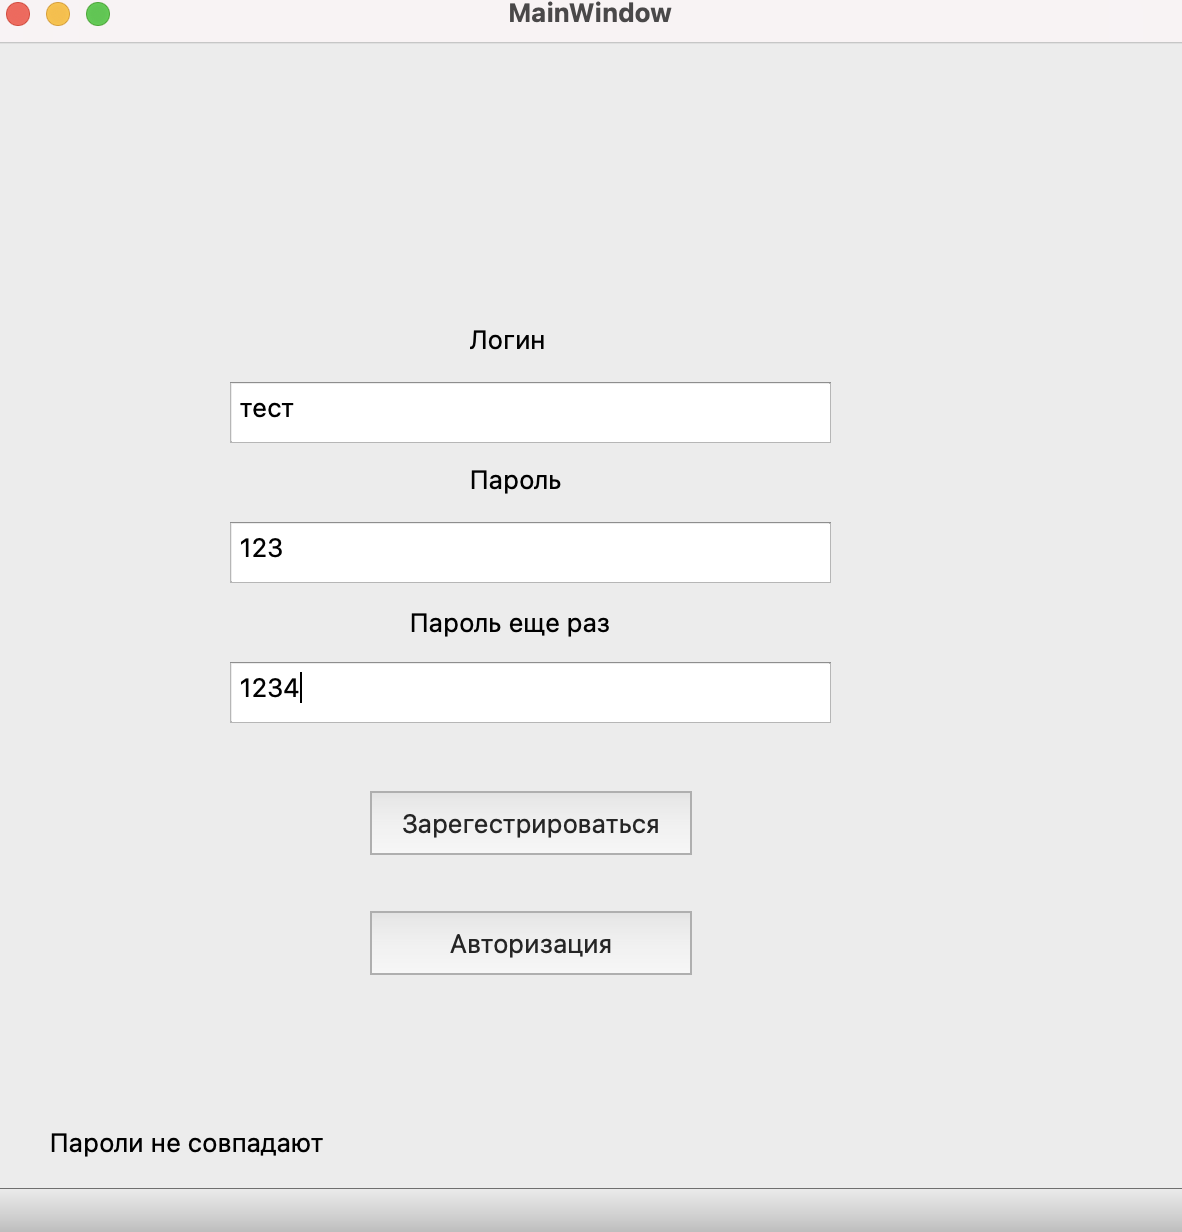 MainWindow
Логин
тест
Пароль
123
Пароль еще раз
1234
Зарегестрироваться
Авторизация
Пароли не совпадают